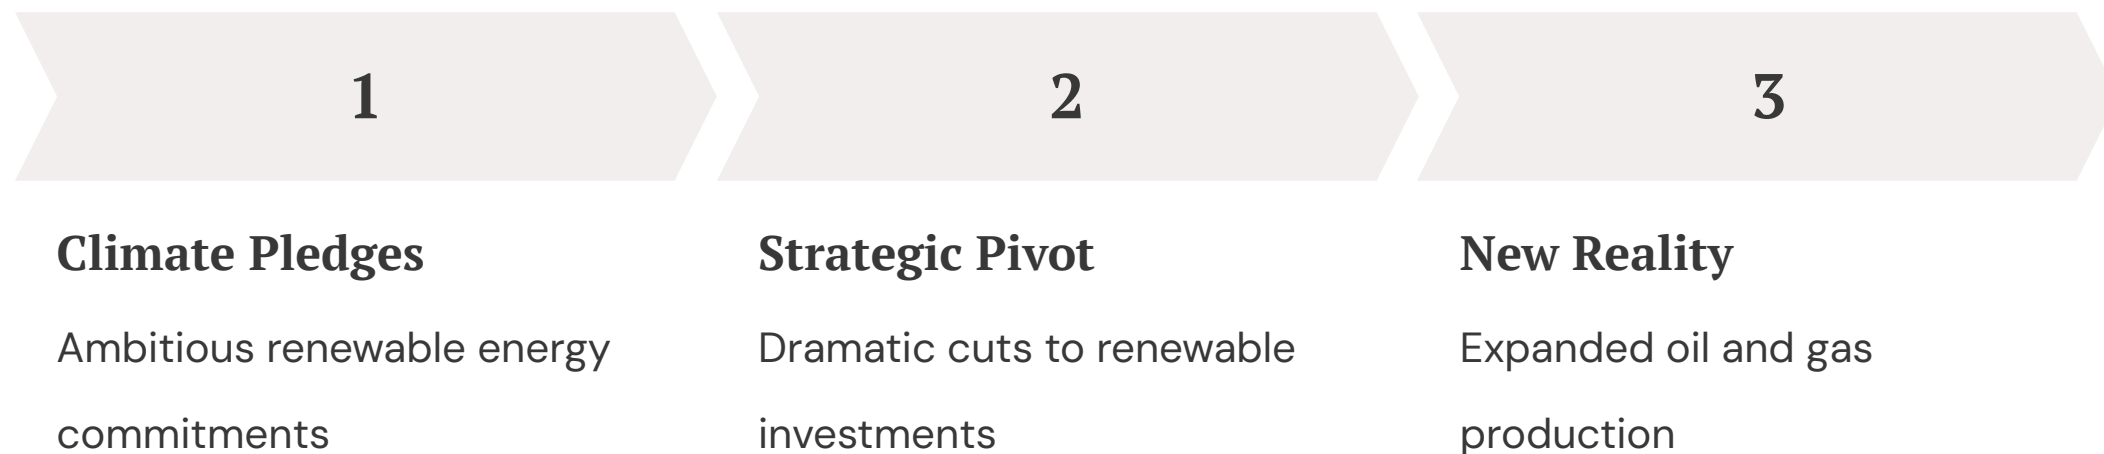 1
2
3
Climate Pledges
Ambitious renewable energy
commitments
Strategic Pivot
Dramatic cuts to renewable
investments
New Reality
Expanded oil and gas
production